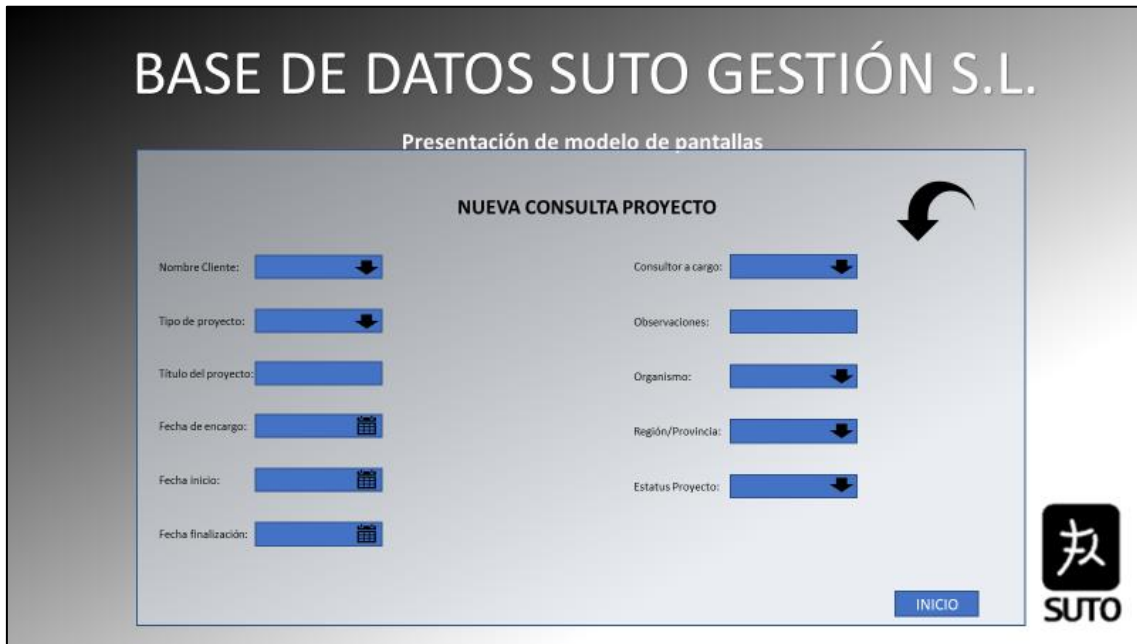 BASE DE DATOS SUTO GESTIÓN S.L.
Presentación de modelo de pantallas
NUEVA CONSULTA PROYECTO
Nombre Cliente:
Tipo de proyecto:
Título del proyecto:
Fecha de encargo:
Fecha inicio:
Fecha finalización:
Consultor a cargo:
Observaciones:
Organismo:
Región/Provincia:
Estatus Proyecto:
INICIO
SUTO